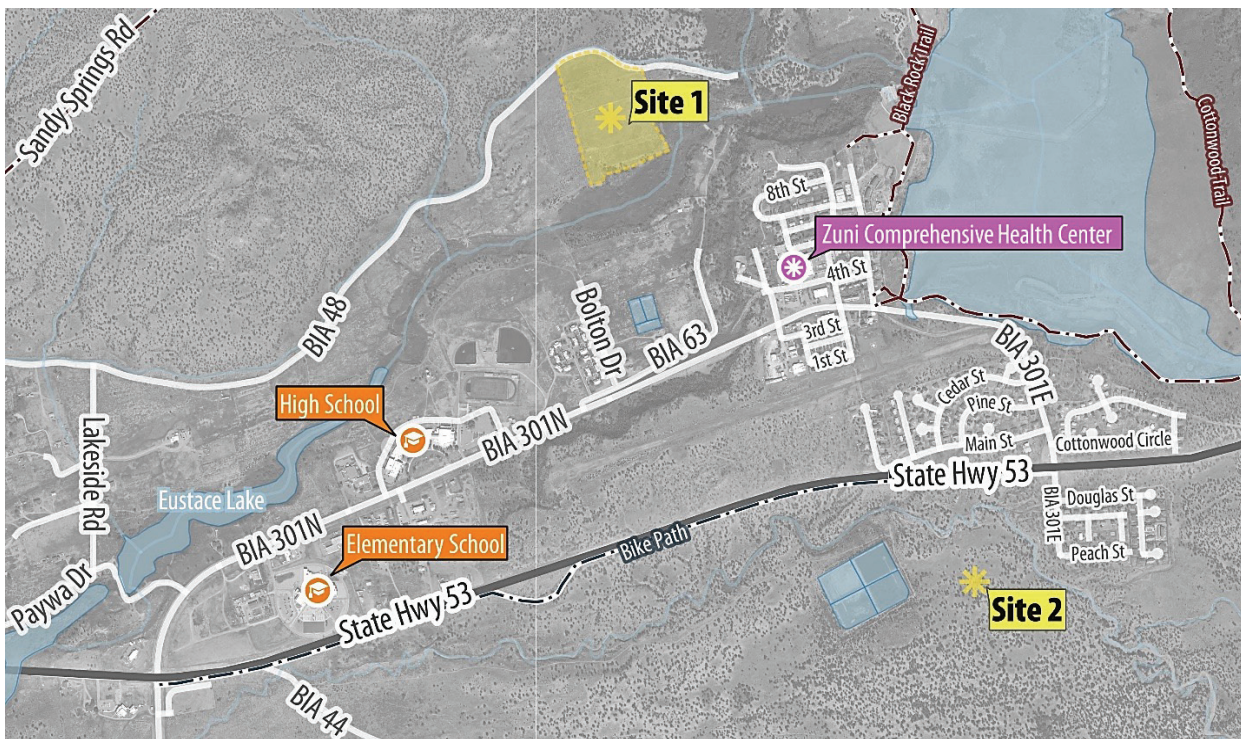 Sandy Springs Rd
Site 1
Black Rock Trail
Cottonwood Trail
8th St
Zuni Comprehensive Health Center
4th St
BIA 48
Bolton Dr
BIA 63
3rd St
1st St
BIA 301E
Cedar St
Pine St
High School
BIA 301N
Main St
Cottonwood Circle
Lakeside Rd
State Hwy 53
Eustace Lake
Douglas St
BIA 301N
BIA 301E
Elementary School
Bike Path
Peach St
Paywa Dr
State Hwy 53
Site 2
BIA 44